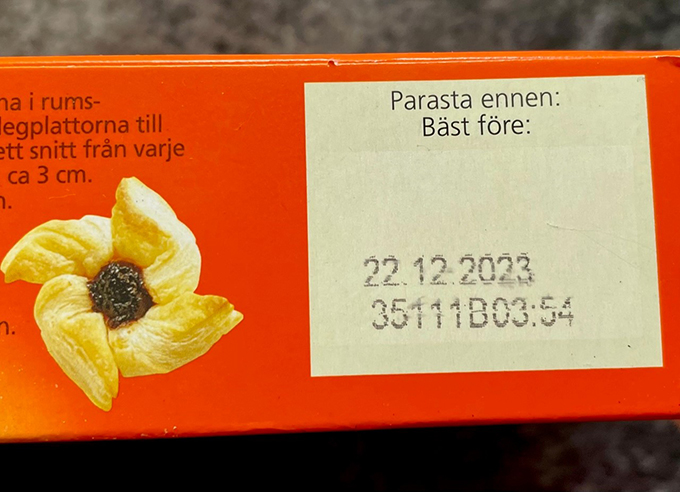 na i rums-
degplattorna till
ett snitt från varje
ca 3 cm.
n.
n.
Parasta ennen:
Bäst före:
22.12.2023
35111B03:54